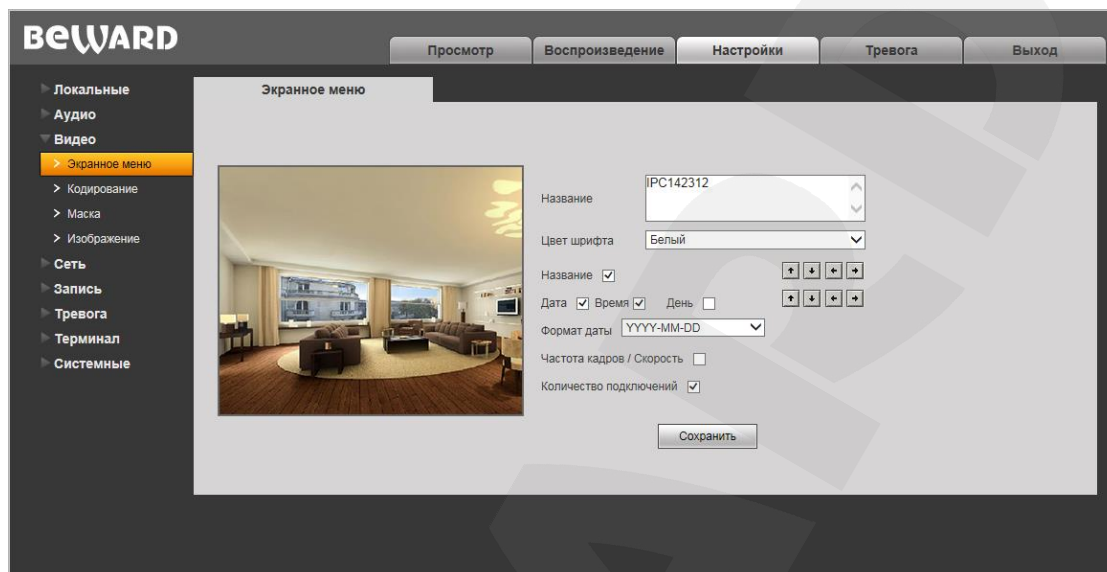 BEWARD
Просмотр Воспроизведение Настройки Тревога Выход
Локальные
Аудио
Видео
Экранное меню
Кодирование
Маска
Изображение
Сеть
Запись
Тревога
Терминал
Системные
Экранное меню
Название IPC142312
Цвет шрифта Белый
Название
Дата Время День
Формат даты YYYY-MM-DD
Частота кадров / Скорость
Количество подключений
Сохранить